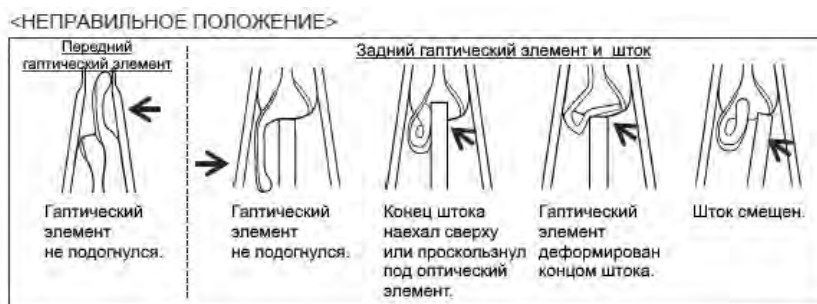 <НЕПРАВИЛЬНОЕ ПОЛОЖЕНИЕ>
Передний
гаптический элемент
Задний гаптический элемент и шток
Гаптический
элемент
не подогнулся.
Гаптический
элемент
не подогнулся.
Конец штока
наехал сверху
или проскользнул
под оптический
элемент.
Гаптический
элемент
деформирован
концом штока.
Шток смещен.